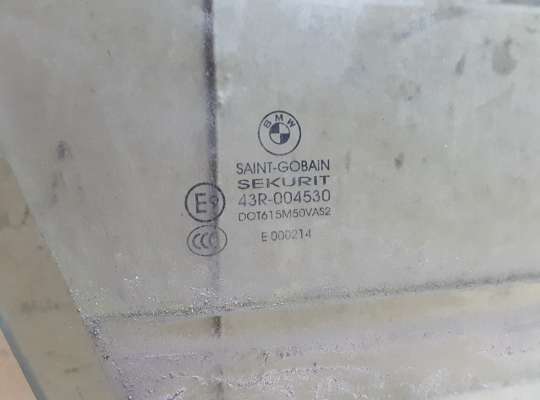 BMW
SAINT-GOBAIN
SEKURIT
E9 43R-004530
DOT615M50VAS2
CCC E 000214